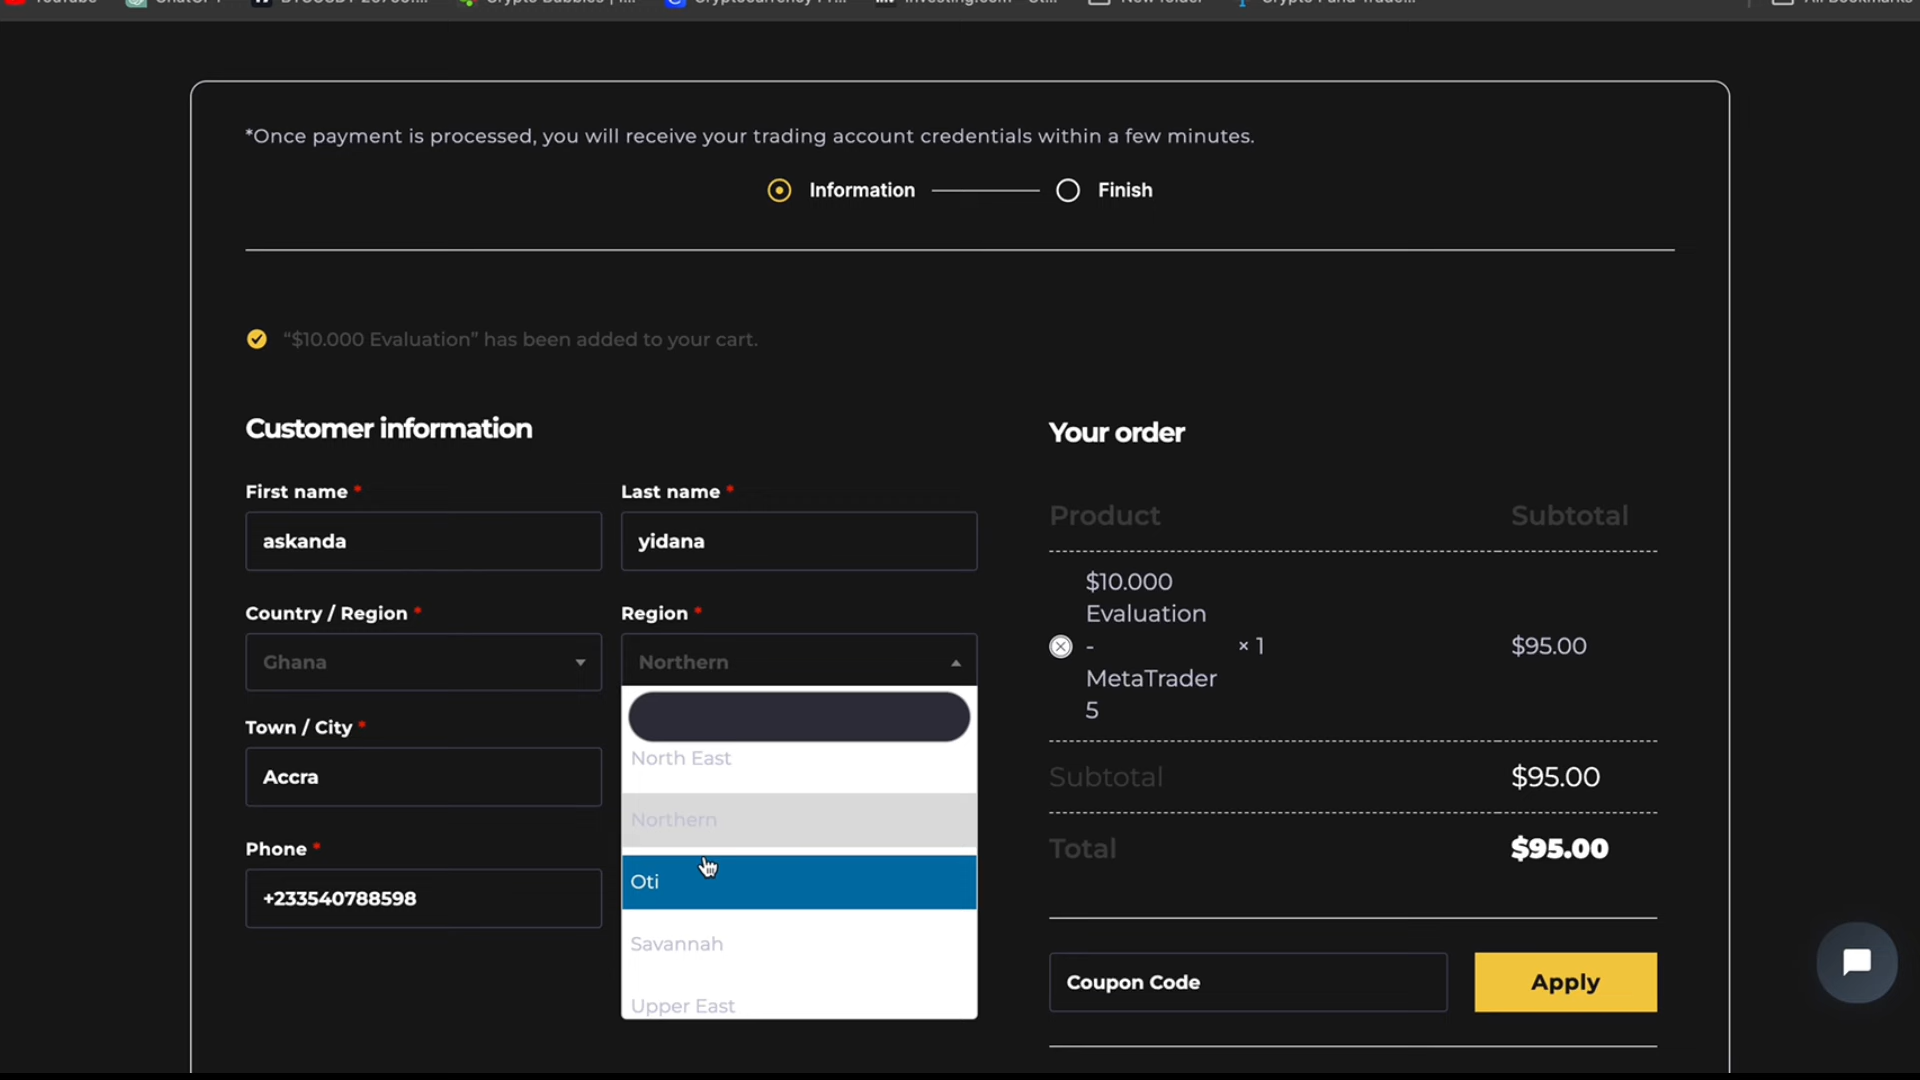 *Once payment is processed, you will receive your trading account credentials within a few minutes.
Information
Finish
“$10.000 Evaluation” has been added to your cart.
Customer information
First name *
Last name *
askanda
yidana
Country / Region *
Region *
Ghana
Northern
North East
Northern
Oti
Savannah
Upper East
Town / City *
Accra
Phone *
+233540788598
Your order
Product
Subtotal
$10.000
Evaluation
-
× 1
$95.00
MetaTrader
5
Subtotal
$95.00
Total
$95.00
Coupon Code
Apply